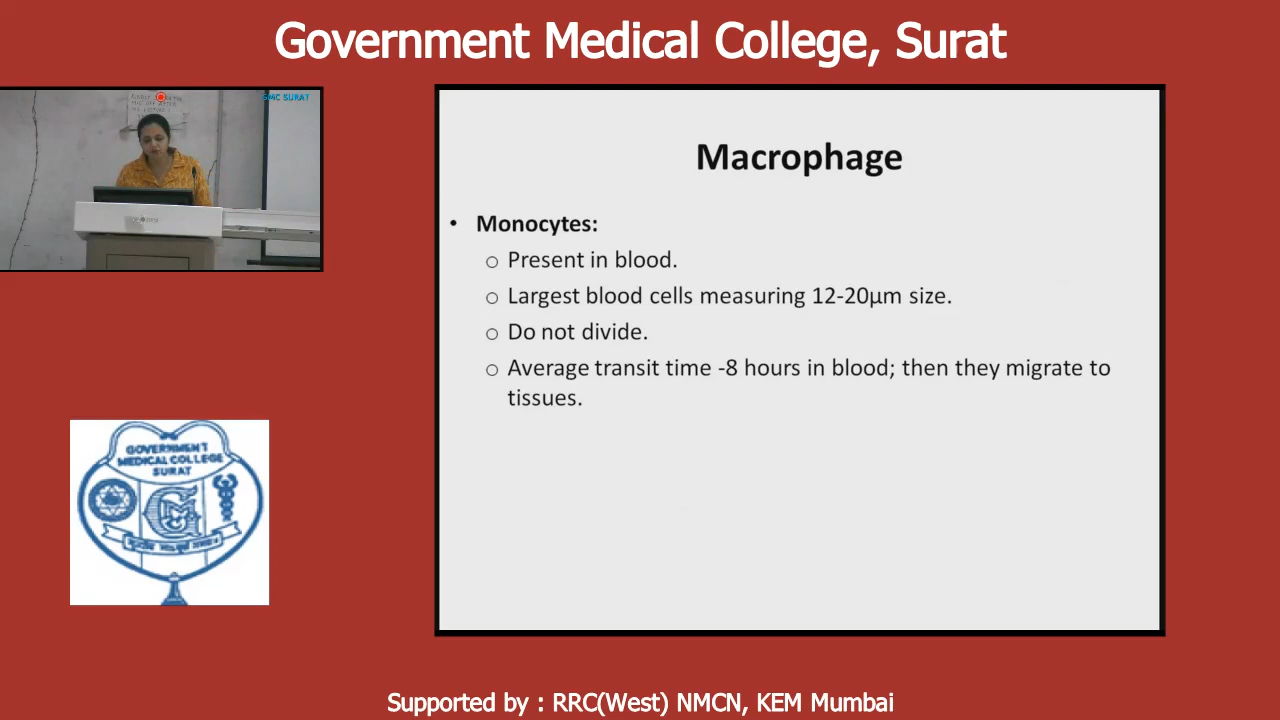 Government Medical College, Surat
GMC SURAT
Macrophage
• Monocytes:
o Present in blood.
o Largest blood cells measuring 12-20µm size.
o Do not divide.
o Average transit time -8 hours in blood; then they migrate to
tissues.
GOVERNMENT
MEDICAL COLLEGE
SURAT
Supported by : RRC(West) NMCN, KEM Mumbai